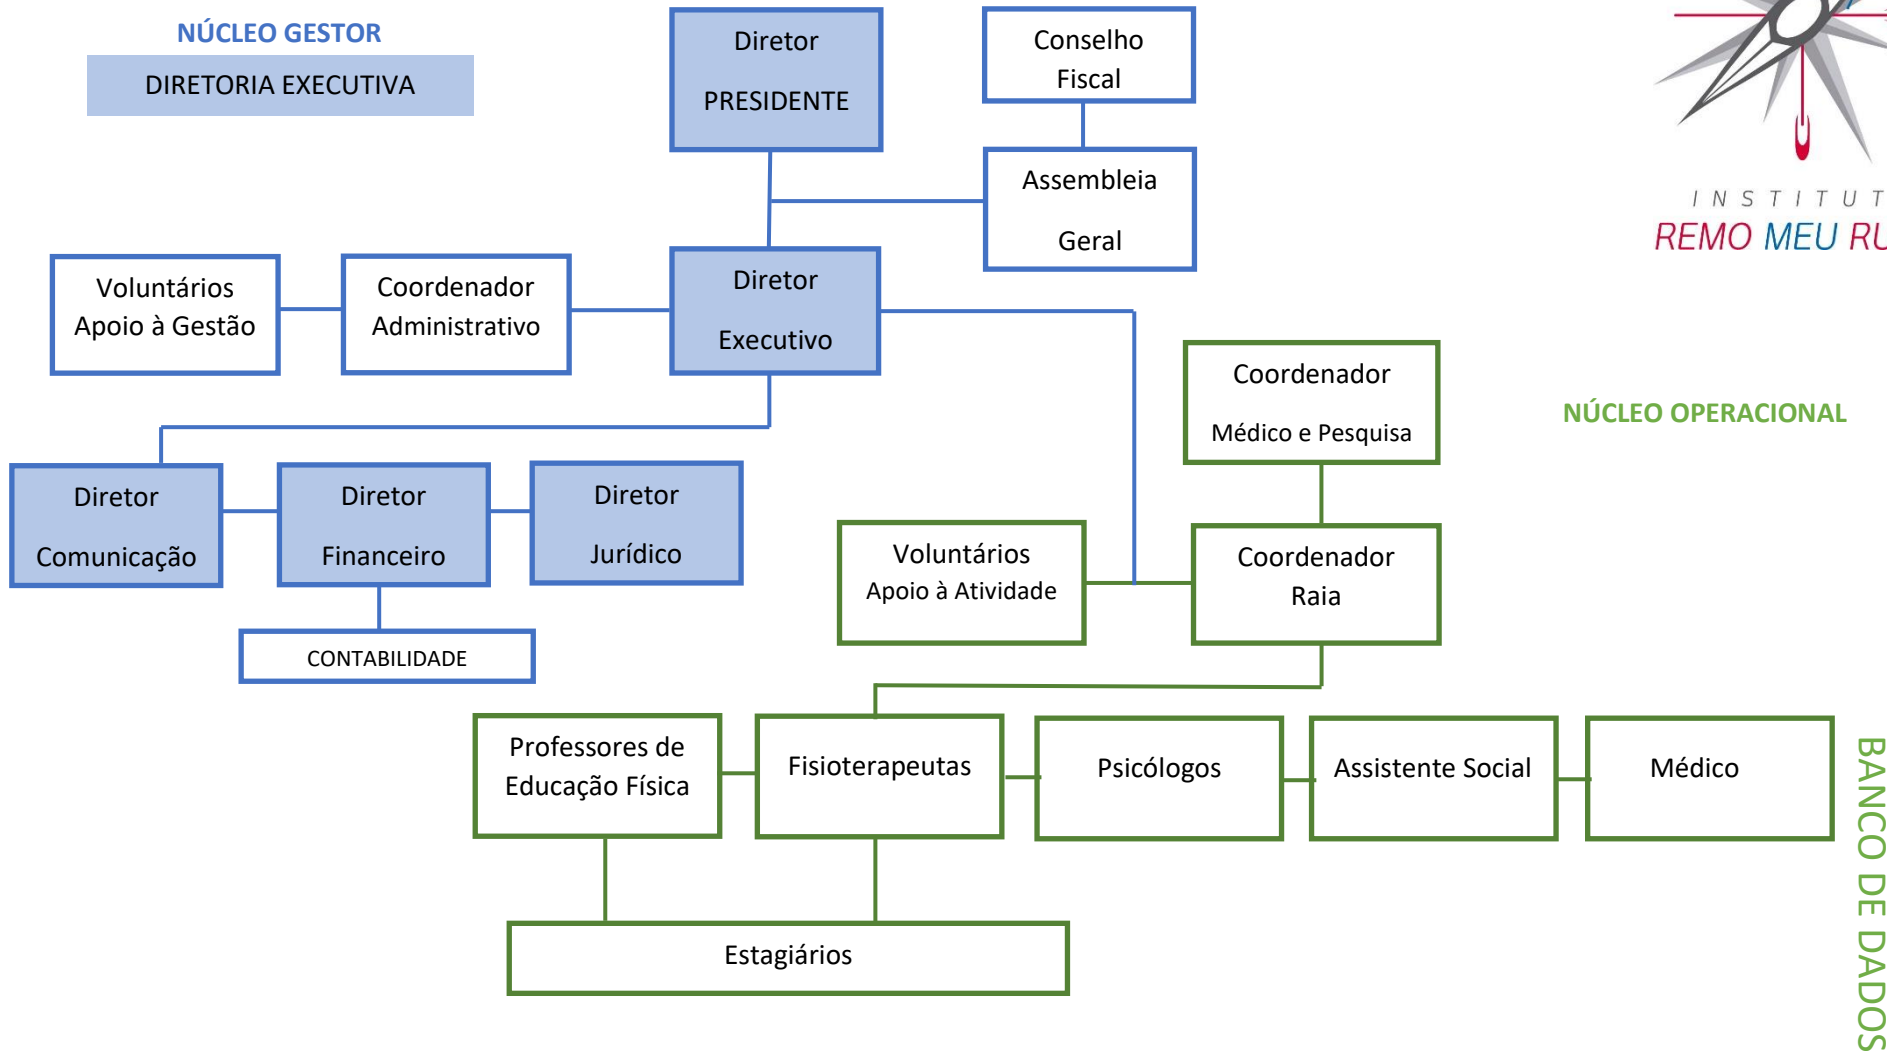 NÚCLEO GESTOR
DIRETORIA EXECUTIVA
Diretor
PRESIDENTE
Conselho
Fiscal
Assembleia
Geral
INSTITUT
REMO MEU RU
Voluntários
Apoio à Gestão
Coordenador
Administrativo
Diretor
Executivo
Coordenador
Médico e Pesquisa
NÚCLEO OPERACIONAL
Diretor
Comunicação
Diretor
Financeiro
Diretor
Jurídico
Voluntários
Apoio à Atividade
Coordenador
Raia
CONTABILIDADE
Professores de
Educação Física
Fisioterapeutas
Psicólogos
Assistente Social
Médico
Estagiários
BANCO DE DADOS